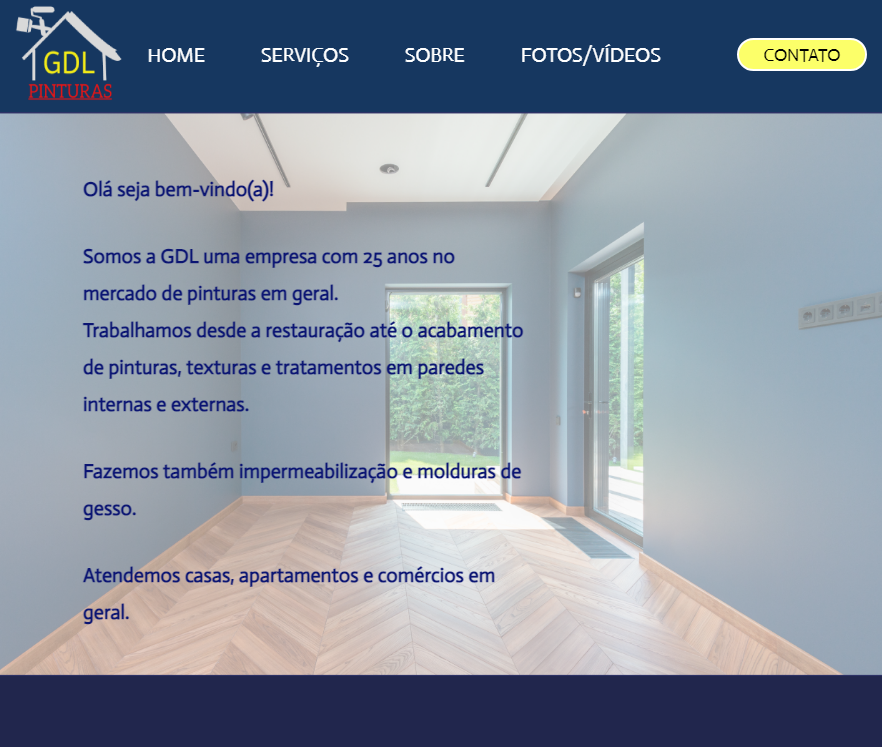 GDL
PINTURAS
HOME
SERVIÇOS
SOBRE
FOTOS/VÍDEOS
CONTATO
Olá seja bem-vindo(a)!
Somos a GDL uma empresa com 25 anos no
mercado de pinturas em geral.
Trabalhamos desde a restauração até o acabamento
de pinturas, texturas e tratamentos em paredes
internas e externas.
Fazemos também impermeabilização e molduras de
gesso.
Atendemos casas, apartamentos e comércios em
geral.